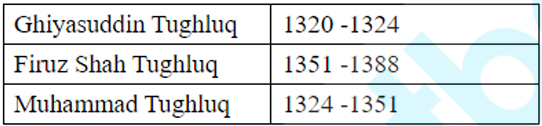 Ghiyasuddin Tughluq 1320 -1324
Firuz Shah Tughluq 1351 -1388
Muhammad Tughluq 1324 -1351